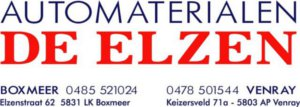 AUTOMATERIALEN
DE ELZEN
BOXMEER 0485 521024 0478 501544 VENRAY
Elzenstraat 62 5831 LK Boxmeer Keizersveld 71a - 5803 AP Venray